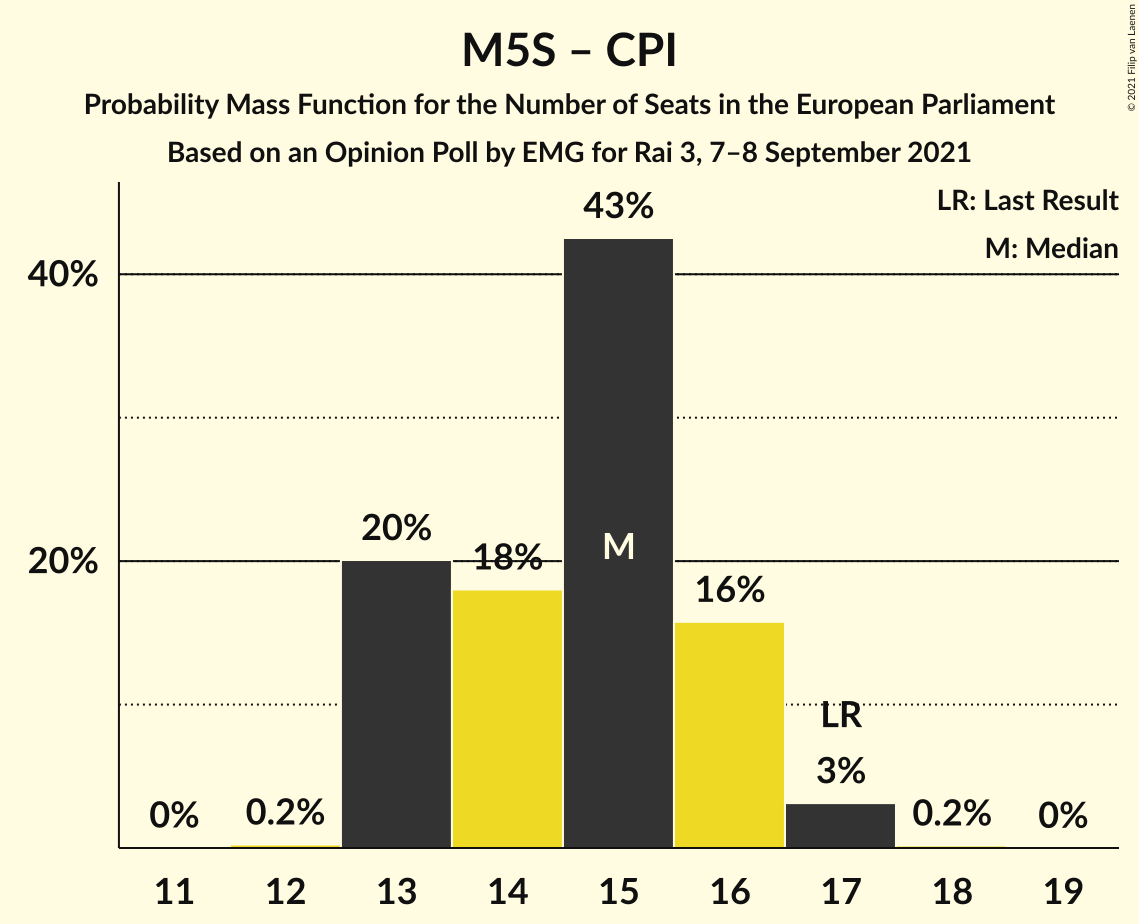 M5S – CPI
Probability Mass Function for the Number of Seats in the European Parliament
Based on an Opinion Poll by EMG for Rai 3, 7–8 September 2021
© 2021 Filip van Laenen
LR: Last Result
M: Median
43%
40%
20%
18%
M
20%
16%
LR
3%
0%
0.2%
0.2%
0%
11 12 13 14 15 16 17 18 19